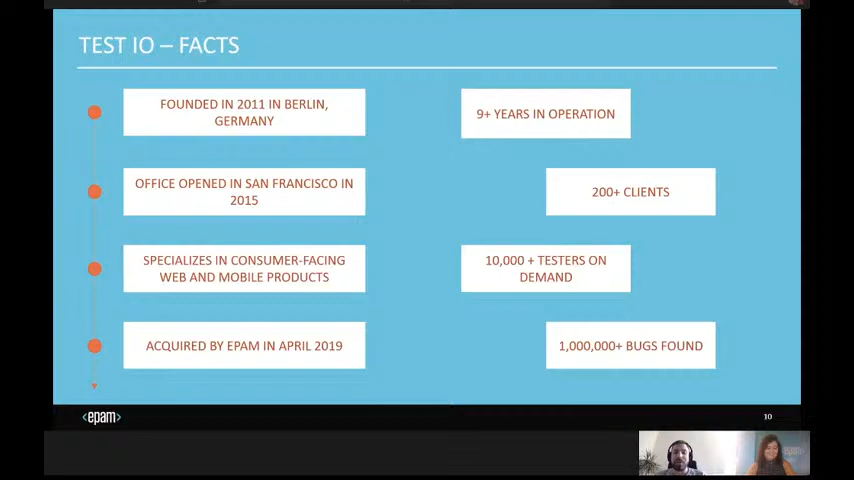 TEST IO – FACTS
FOUNDED IN 2011 IN BERLIN,
GERMANY
9+ YEARS IN OPERATION
OFFICE OPENED IN SAN FRANCISCO IN
2015
200+ CLIENTS
SPECIALIZES IN CONSUMER-FACING
WEB AND MOBILE PRODUCTS
10,000 + TESTERS ON
DEMAND
ACQUIRED BY EPAM IN APRIL 2019
1,000,000+ BUGS FOUND
<epam>
10
<epam>